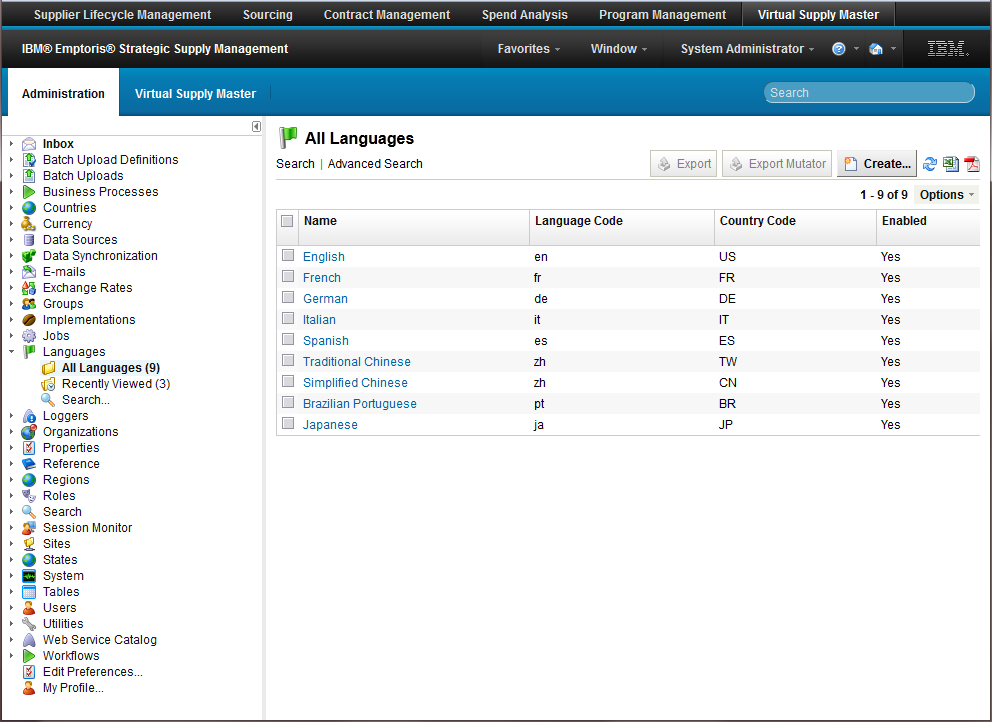 Supplier Lifecycle Management Sourcing Contract Management Spend Analysis Program Management Virtual Supply Master
IBM® Emptoris® Strategic Supply Management Favorites Window System Administrator IBM.
Administration Virtual Supply Master Search
All Languages
Search | Advanced Search Export Export Mutator Create...
1 - 9 of 9 Options
Name Language Code Country Code Enabled
English en US Yes
French fr FR Yes
German de DE Yes
Italian it IT Yes
Spanish es ES Yes
Traditional Chinese zh TW Yes
Simplified Chinese zh CN Yes
Brazilian Portuguese pt BR Yes
Japanese ja JP Yes
Inbox
Batch Upload Definitions
Batch Uploads
Business Processes
Countries
Currency
Data Sources
Data Synchronization
E-mails
Exchange Rates
Groups
Implementations
Jobs
Languages
All Languages (9)
Recently Viewed (3)
Search...
Loggers
Organizations
Properties
Reference
Regions
Roles
Search
Session Monitor
Sites
States
System
Tables
Users
Utilities
Web Service Catalog
Workflows
Edit Preferences...
My Profile...